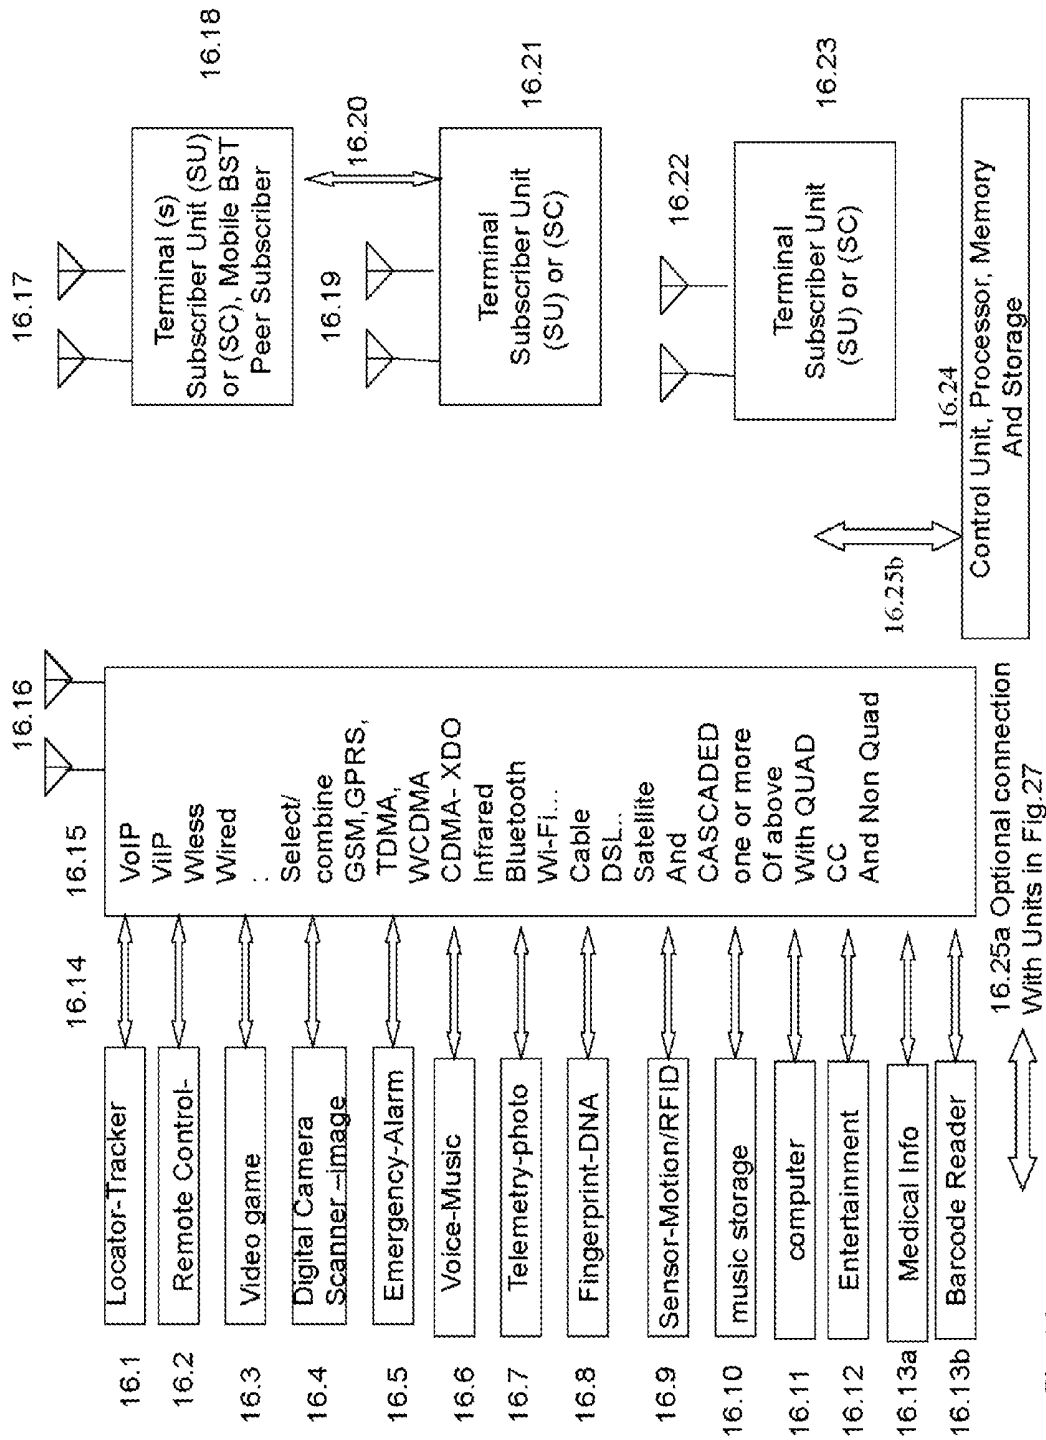 16.1
Locator-Tracker
16.2
Remote Control-
16.3
Video game
16.4
Digital Camera
Scanner –image
16.5
Emergency-Alarm
16.6
Voice-Music
16.7
Telemetry-photo
16.8
Fingerprint-DNA
16.9
Sensor-Motion/RFID
16.10
music storage
16.11
computer
16.12
Entertainment
16.13a
Medical Info
16.13b
Barcode Reader
16.14
16.15
16.16
VoIP
ViIP
Wless
Wired
..
Select/
combine
GSM,GPRS,
TDMA,
WCDMA
CDMA- XDO
Infrared
Bluetooth
Wi-Fi...
Cable
DSL..
Satellite
And
CASCADED
one or more
Of above
With QUAD
CC
And Non Quad
16.25a Optional connection
With Units in Fig.27
16.17
16.18
Terminal (s)
Subscriber Unit (SU)
or (SC), Mobile BST
Peer Subscriber
16.19
16.20
16.21
Terminal
Subscriber Unit
(SU) or (SC)
16.22
16.23
Terminal
Subscriber Unit
(SU) or (SC)
16.24
16.25b
Control Unit, Processor, Memory
And Storage